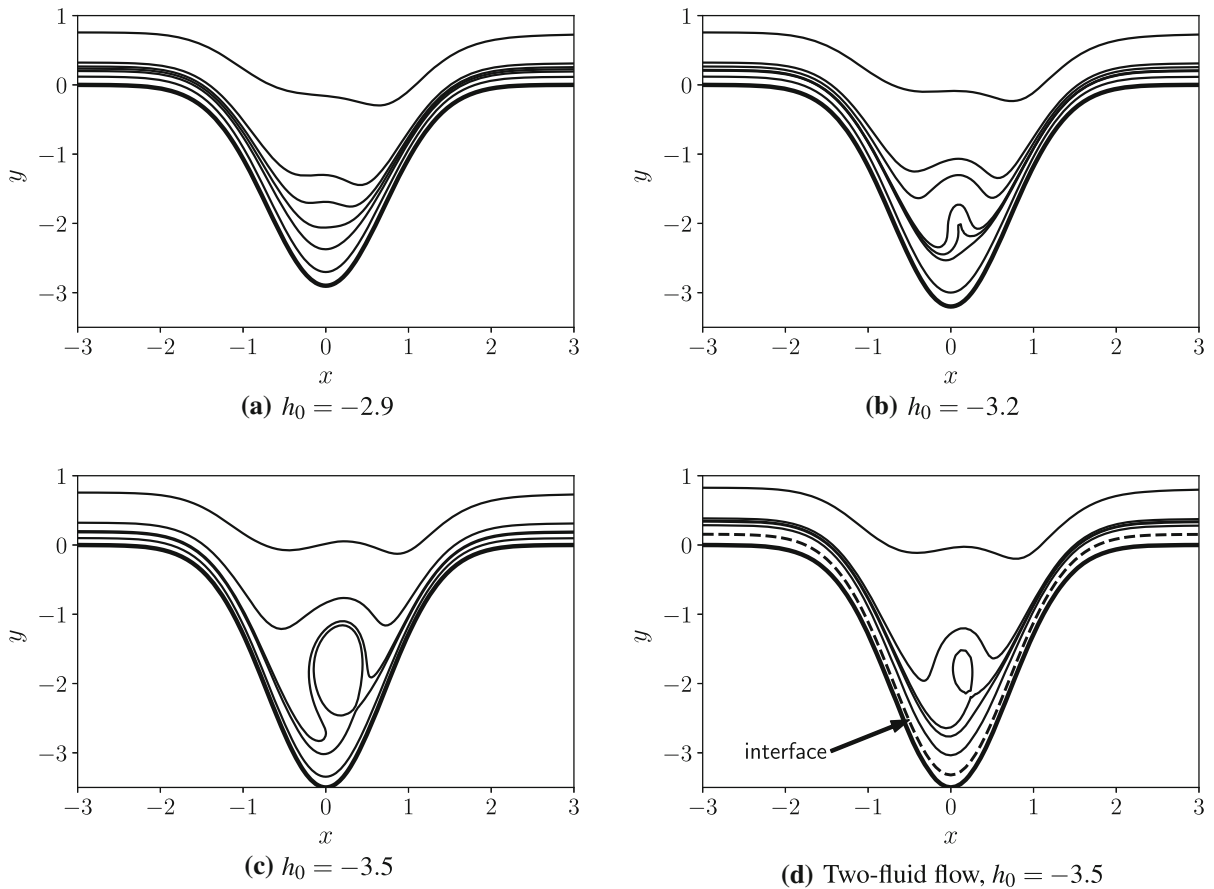 1
0
−1
−2
−3
y
−3 −2 −1 0 1 2 3
x
(a) h₀ = −2.9
1
0
−1
−2
−3
y
−3 −2 −1 0 1 2 3
x
(b) h₀ = −3.2
1
0
−1
−2
−3
y
−3 −2 −1 0 1 2 3
x
(c) h₀ = −3.5
1
0
−1
−2
−3
y
interface
−3 −2 −1 0 1 2 3
x
(d) Two-fluid flow, h₀ = −3.5